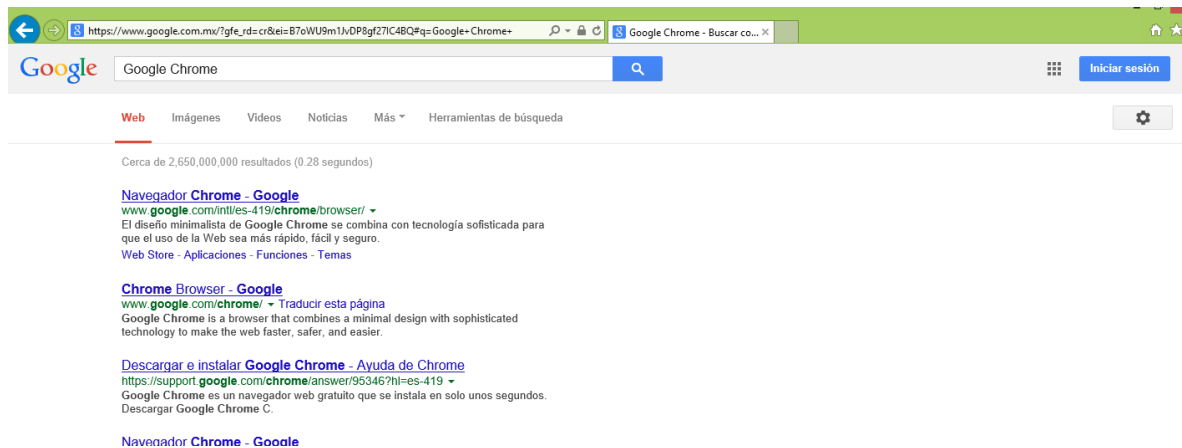 https://www.google.com.mx/?gfe_rd=cr&ei=B7oWU9m1JvDP8gf27IC4BQ#q=Google+Chrome+
Google Chrome - Buscar co...
Google
Google Chrome
Iniciar sesión
Web Imágenes Videos Noticias Más Herramientas de búsqueda
Cerca de 2,650,000,000 resultados (0.28 segundos)
Navegador Chrome - Google
www.google.com/intl/es-419/chrome/browser/
El diseño minimalista de Google Chrome se combina con tecnología sofisticada para
que el uso de la Web sea más rápido, fácil y seguro.
Web Store - Aplicaciones - Funciones - Temas
Chrome Browser - Google
www.google.com/chrome/ Traducir esta página
Google Chrome is a browser that combines a minimal design with sophisticated
technology to make the web faster, safer, and easier.
Descargar e instalar Google Chrome - Ayuda de Chrome
https://support.google.com/chrome/answer/95346?hl=es-419
Google Chrome es un navegador web gratuito que se instala en solo unos segundos.
Descargar Google Chrome C.
Navegador Chrome - Google